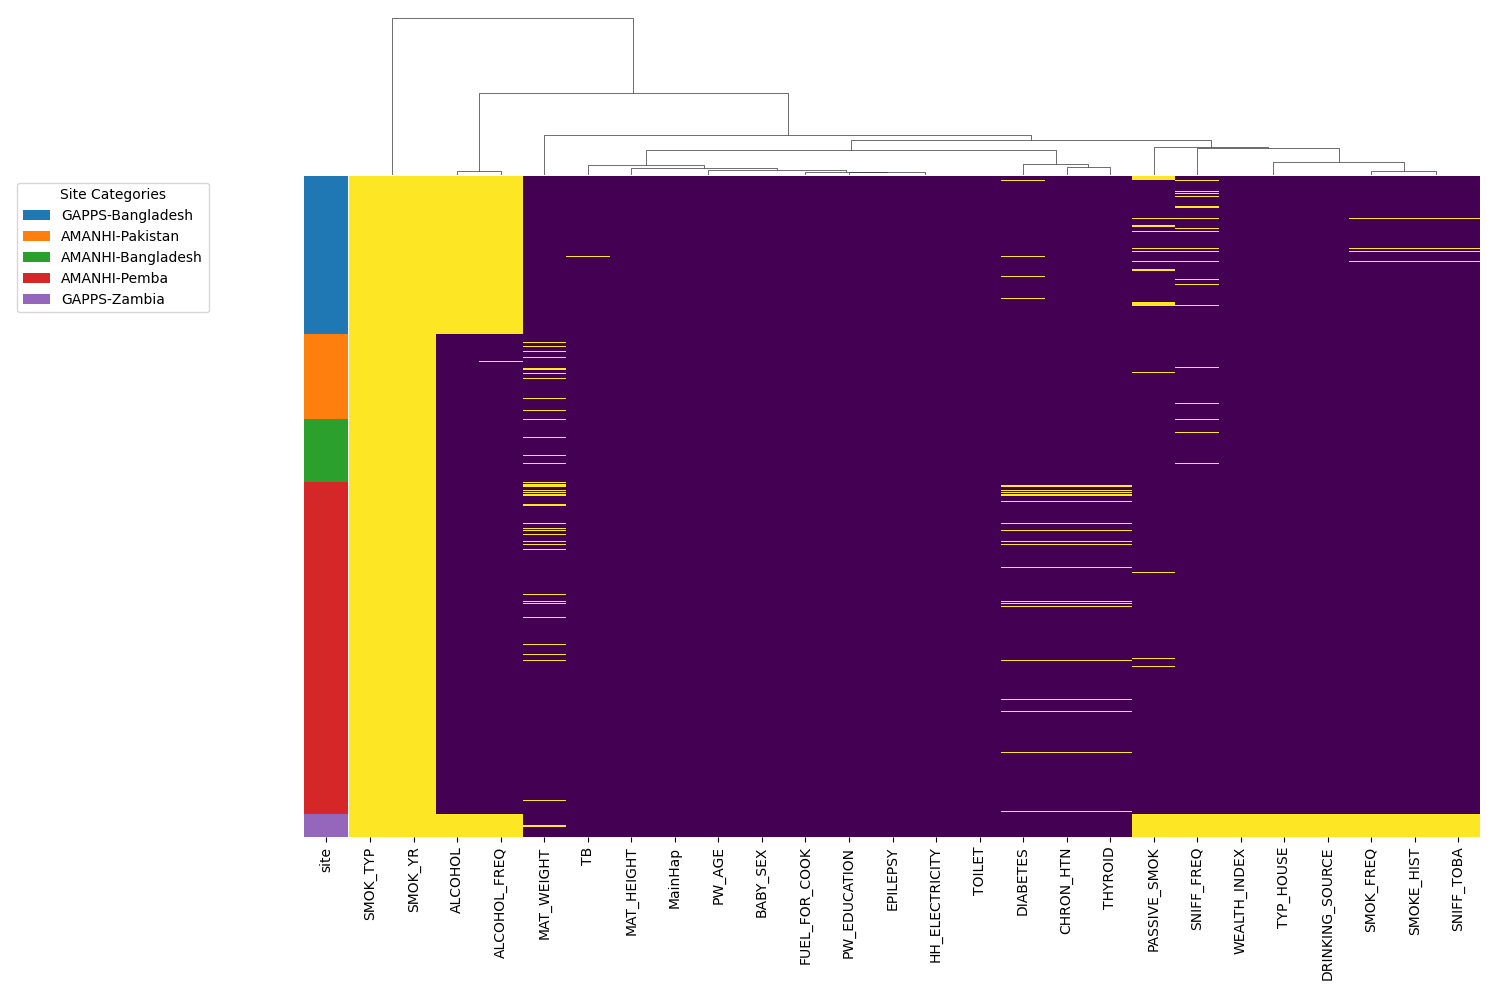 Site Categories
GAPPS-Bangladesh
AMANHI-Pakistan
AMANHI-Bangladesh
AMANHI-Pemba
GAPPS-Zambia
site
SMOK_TYP
SMOK_YR
ALCOHOL
ALCOHOL_FREQ
MAT_WEIGHT
TB
MAT_HEIGHT
MainHap
PW_AGE
BABY_SEX
FUEL_FOR_COOK
PW_EDUCATION
EPILEPSY
HH_ELECTRICITY
TOILET
DIABETES
CHRON_HTN
THYROID
PASSIVE_SMOK
SNIFF_FREQ
WEALTH_INDEX
TYP_HOUSE
DRINKING_SOURCE
SMOK_FREQ
SMOKE_HIST
SNIFF_TOBA